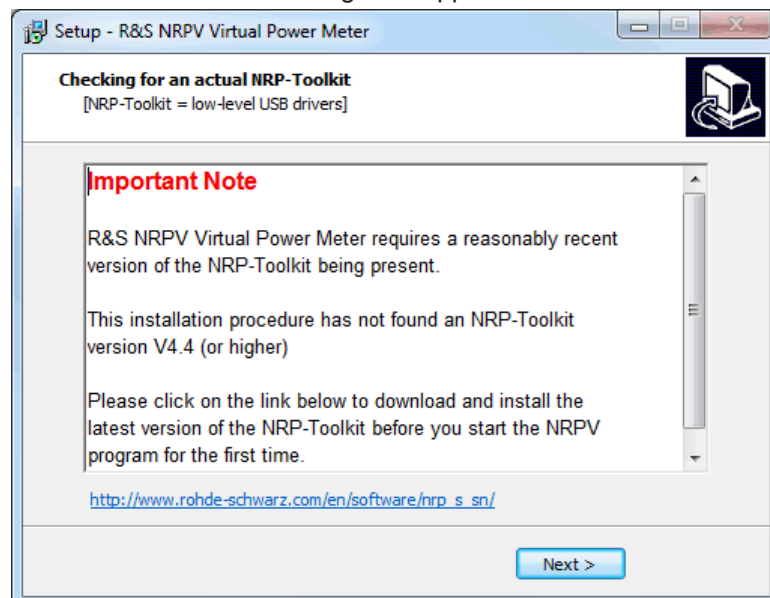 Setup - R&S NRPV Virtual Power Meter
Checking for an actual NRP-Toolkit
[NRP-Toolkit = low-level USB drivers]
Important Note
R&S NRPV Virtual Power Meter requires a reasonably recent
version of the NRP-Toolkit being present.
This installation procedure has not found an NRP-Toolkit
version V4.4 (or higher)
Please click on the link below to download and install the
latest version of the NRP-Toolkit before you start the NRPV
program for the first time.
http://www.rohde-schwarz.com/en/software/nrp_s_sn/
Next >